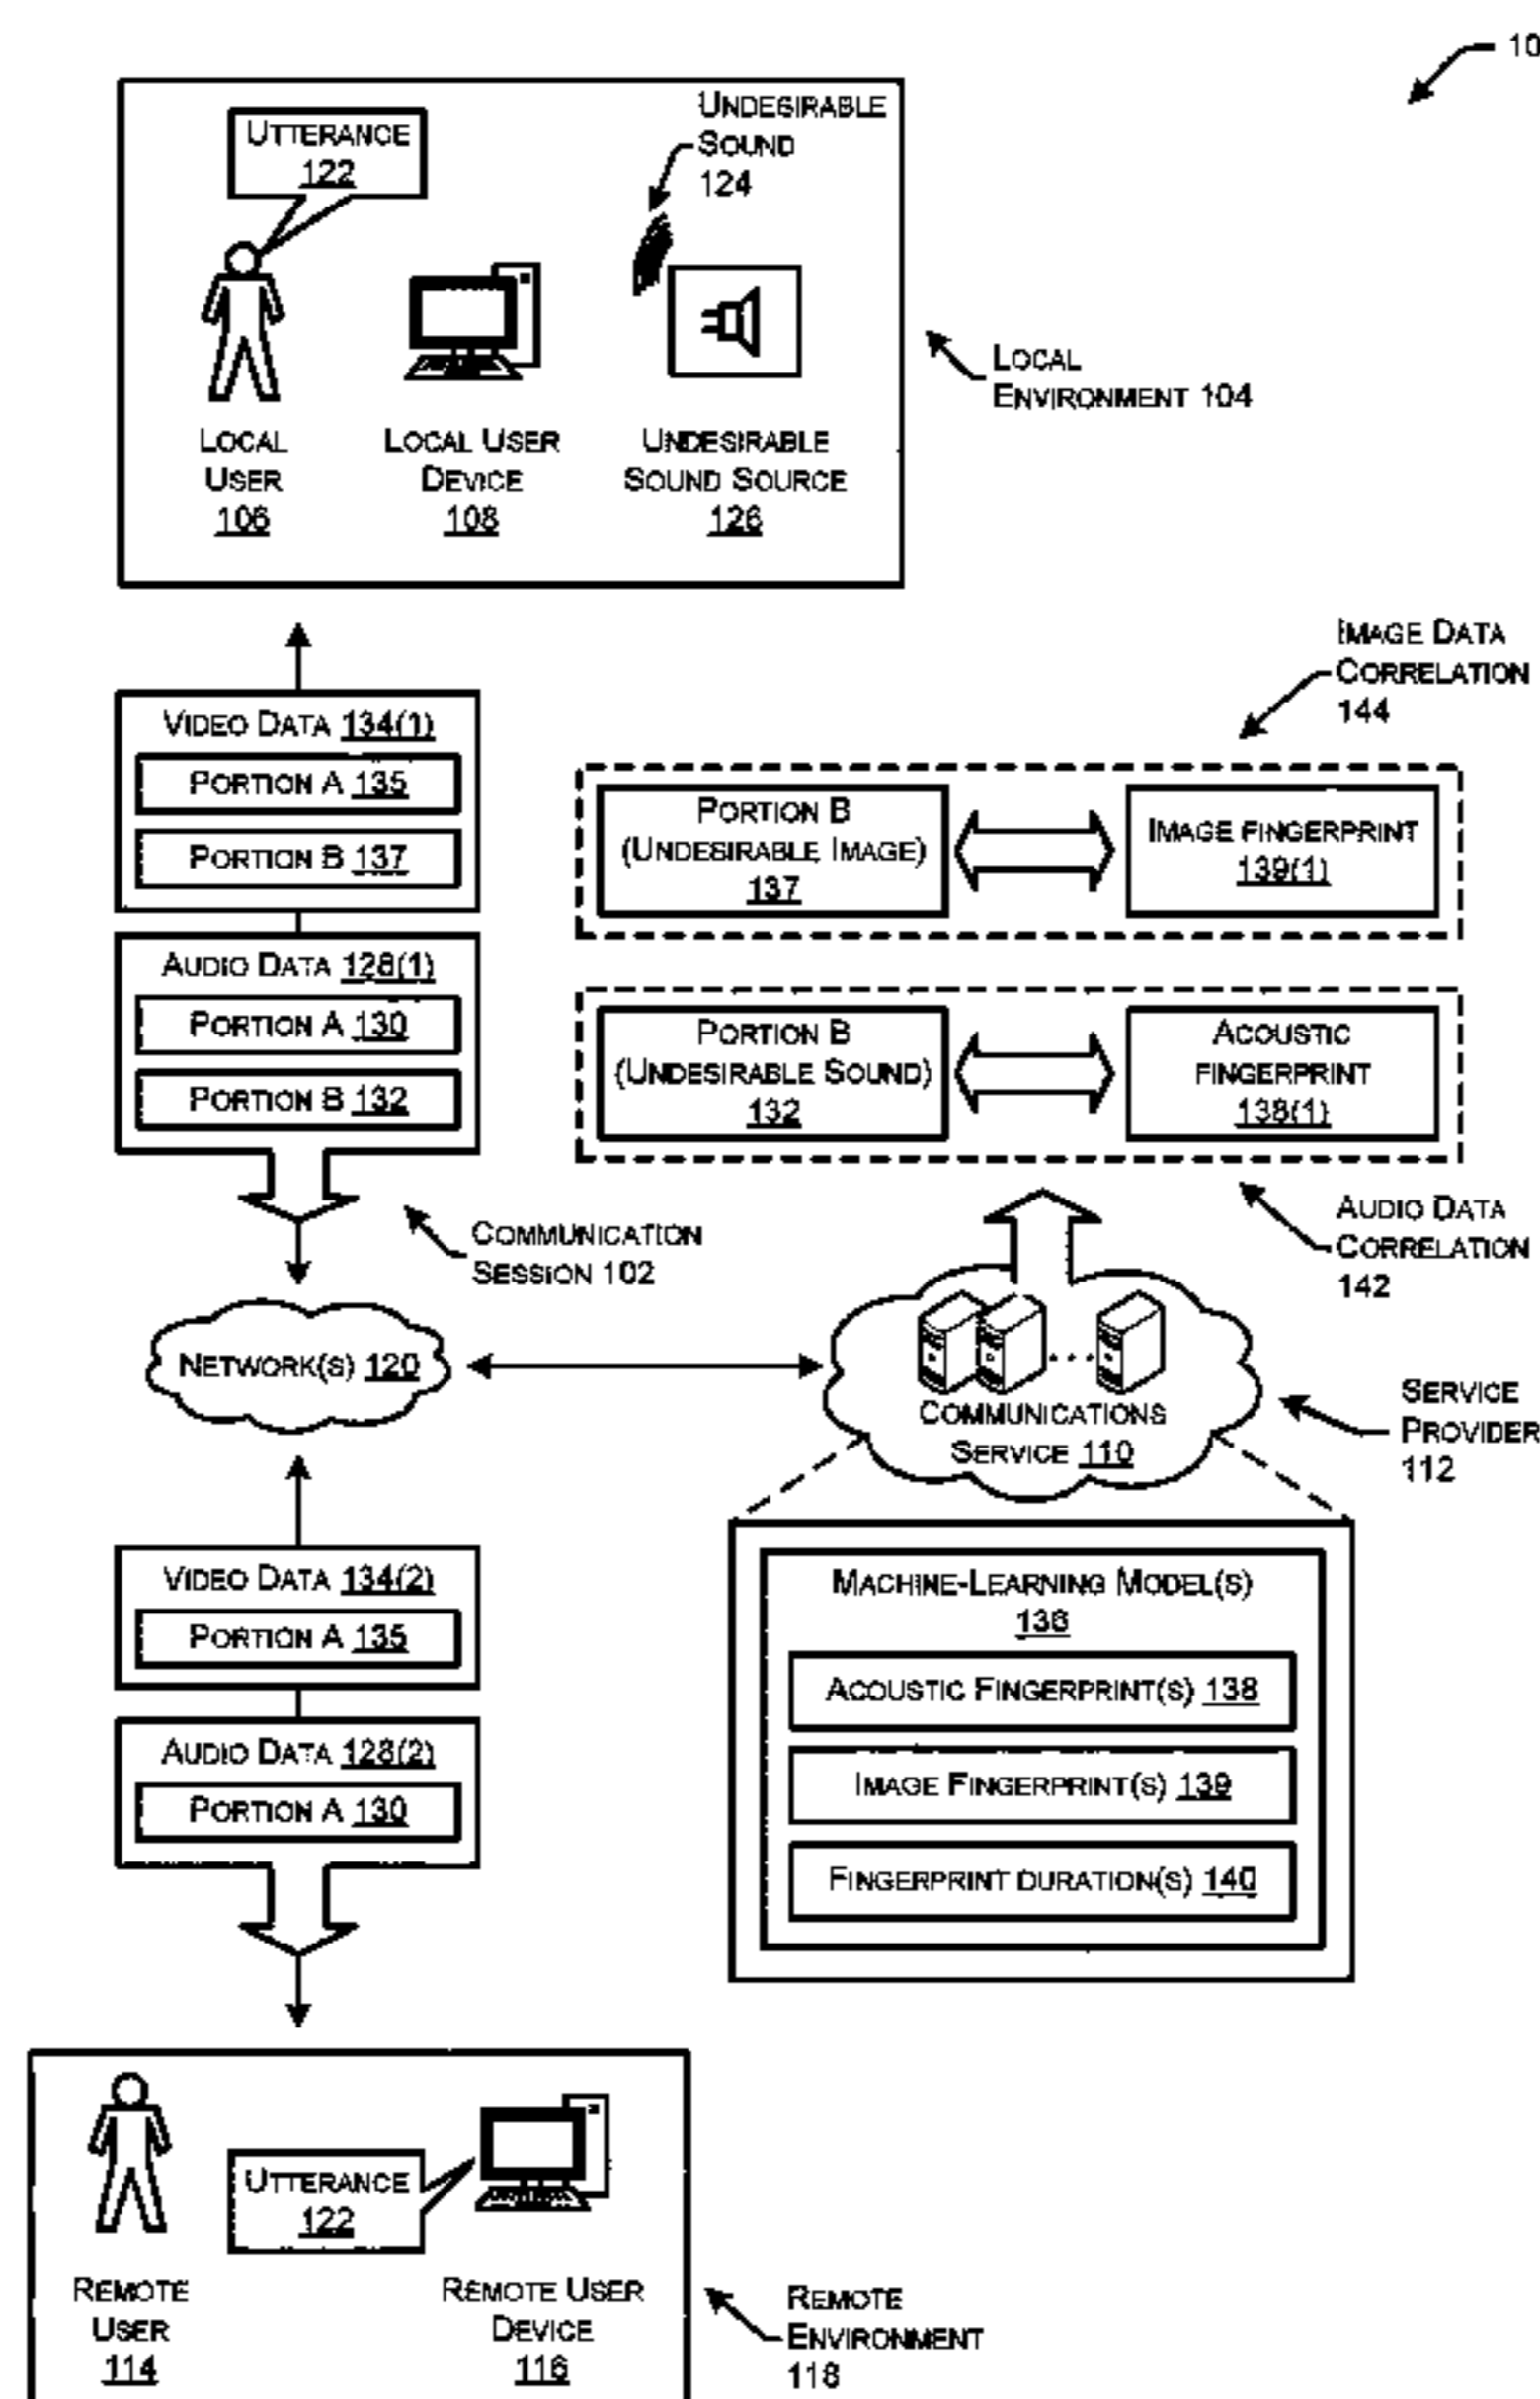 10
UNDESIRABLE
SOUND
124
UTTERANCE
122
LOCAL
ENVIRONMENT 104
LOCAL
USER
106
LOCAL USER
DEVICE
108
UNDESIRABLE
SOUND SOURCE
126
IMAGE DATA
CORRELATION
144
VIDEO DATA 134(1)
PORTION A 135
PORTION B 137
PORTION B
(UNDESIRABLE IMAGE)
137
IMAGE FINGERPRINT
139(1)
AUDIO DATA 128(1)
PORTION A 130
PORTION B 132
PORTION B
(UNDESIRABLE SOUND)
132
ACOUSTIC
FINGERPRINT
138(1)
AUDIO DATA
CORRELATION
142
COMMUNICATION
SESSION 102
NETWORK(S) 120
COMMUNICATIONS
SERVICE 110
SERVICE
PROVIDER
112
VIDEO DATA 134(2)
PORTION A 135
AUDIO DATA 128(2)
PORTION A 130
MACHINE-LEARNING MODEL(S)
136
ACOUSTIC FINGERPRINT(S) 138
IMAGE FINGERPRINT(S) 139
FINGERPRINT DURATION(S) 140
UTTERANCE
122
REMOTE
USER
114
REMOTE USER
DEVICE
116
REMOTE
ENVIRONMENT
118